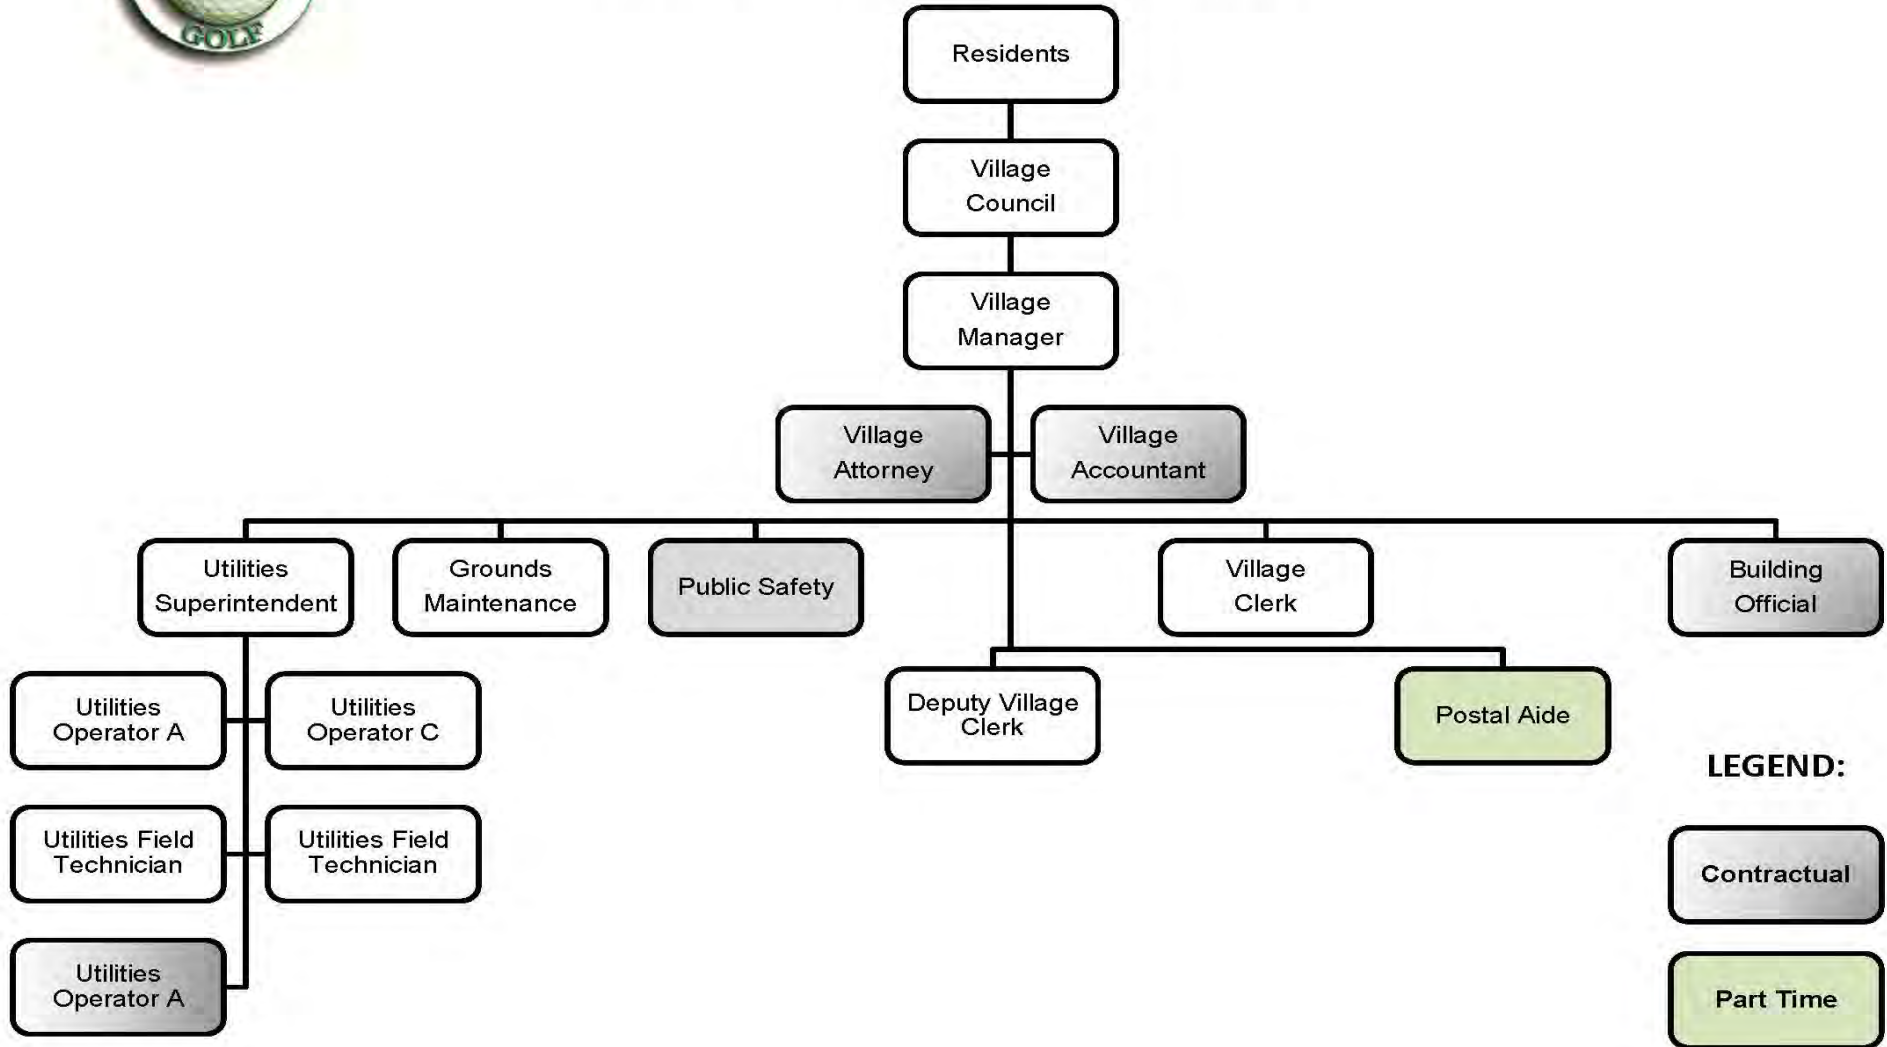 GOLF
Residents
Village
Council
Village
Manager
Village
Attorney
Village
Accountant
Utilities
Superintendent
Grounds
Maintenance
Public Safety
Village
Clerk
Building
Official
Utilities
Operator A
Utilities
Operator C
Deputy Village
Clerk
Postal Aide
LEGEND:
Utilities Field
Technician
Utilities Field
Technician
Contractual
Utilities
Operator A
Part Time